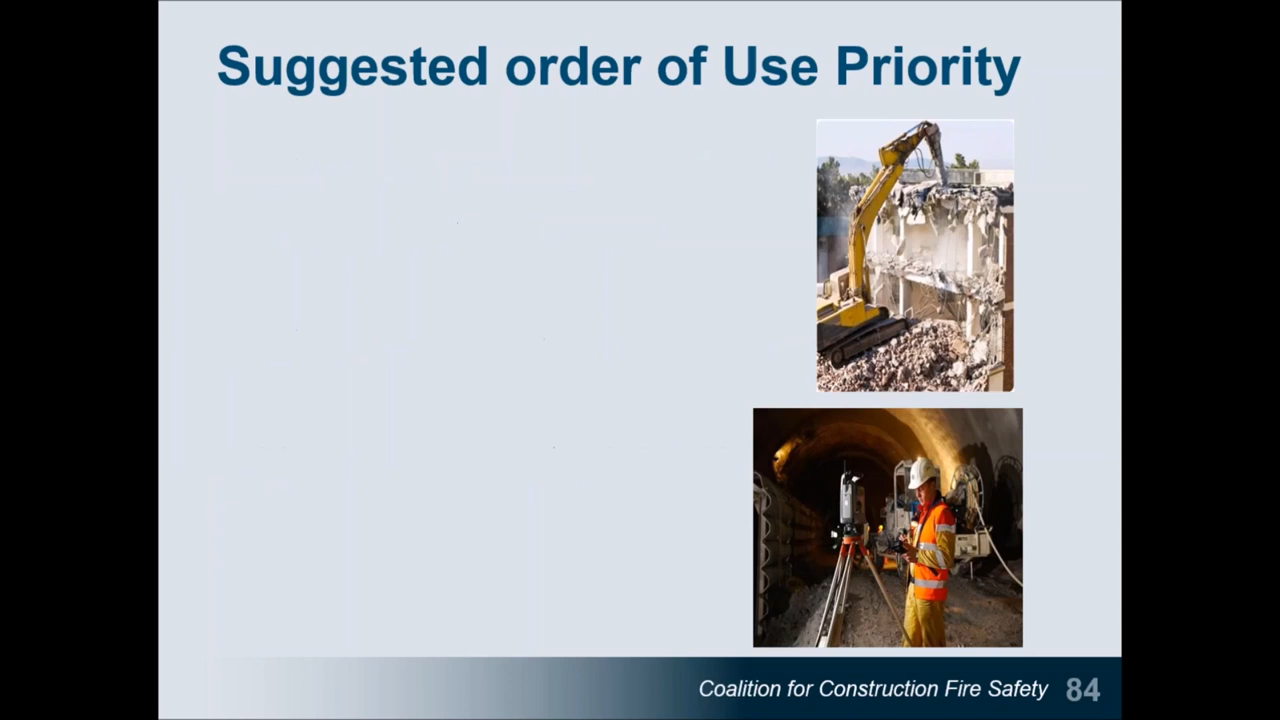 Suggested order of Use Priority
Coalition for Construction Fire Safety 84